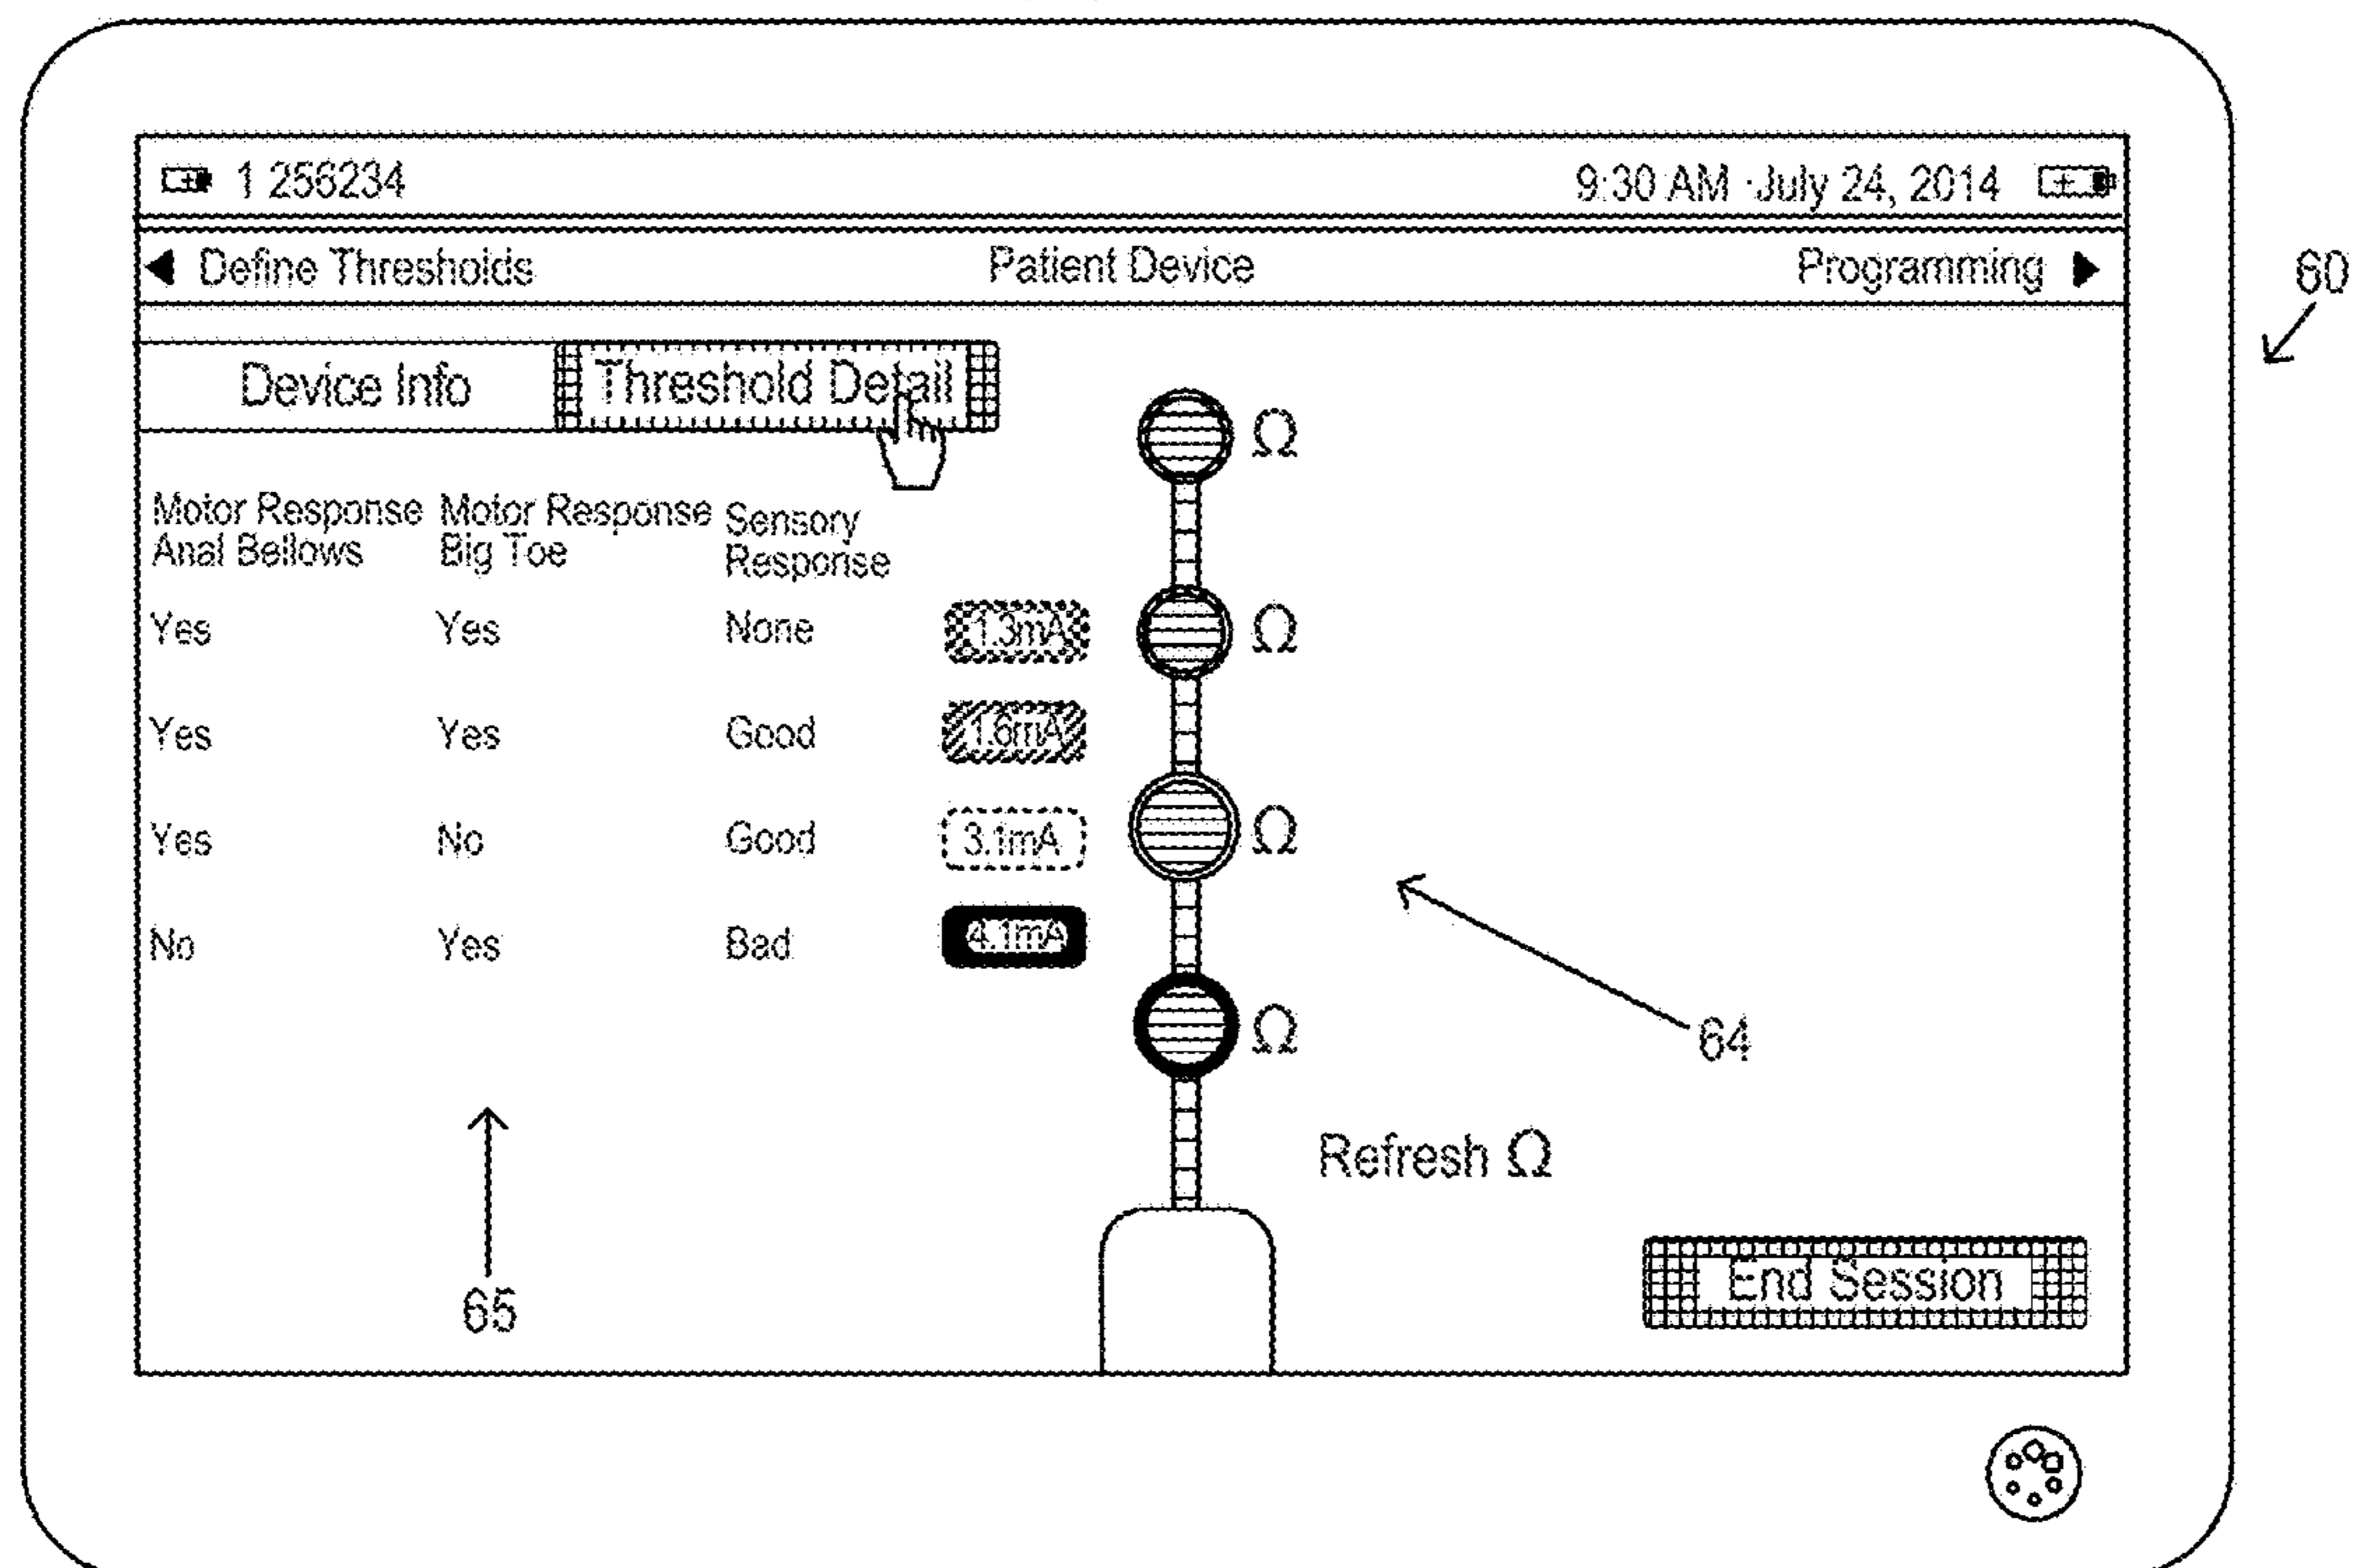 1 256234 9:30 AM ·July 24, 2014
Define Thresholds Patient Device Programming
60
Device Info Threshold Detail
Ω
Motor Response Motor Response Sensory
Anal Bellows Big Toe Response
Yes Yes None 1.3mA Ω
Yes Yes Good 1.6mA
Yes No Good 3.1mA Ω
No Yes Bad 4.1mA
Ω
64
Refresh Ω
65
End Session